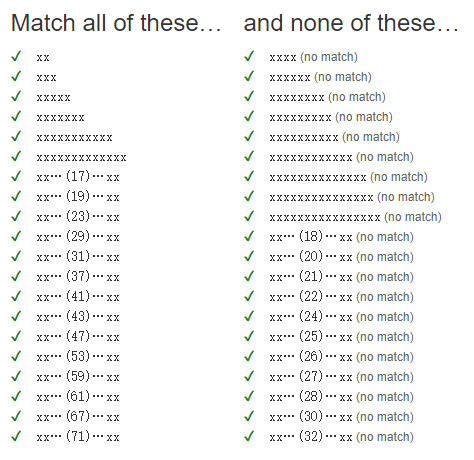 Match all of these…
✓ xx
✓ xxx
✓ xxxxx
✓ xxxxxxx
✓ xxxxxxxxxxx
✓ xxxxxxxxxxxxx
✓ xx…(17)…xx
✓ xx…(19)…xx
✓ xx…(23)…xx
✓ xx…(29)…xx
✓ xx…(31)…xx
✓ xx…(37)…xx
✓ xx…(41)…xx
✓ xx…(43)…xx
✓ xx…(47)…xx
✓ xx…(53)…xx
✓ xx…(59)…xx
✓ xx…(61)…xx
✓ xx…(67)…xx
✓ xx…(71)…xx
and none of these…
✓ xxxx (no match)
✓ xxxxxx (no match)
✓ xxxxxxxx (no match)
✓ xxxxxxxxx (no match)
✓ xxxxxxxxxx (no match)
✓ xxxxxxxxxxxx (no match)
✓ xxxxxxxxxxxxxx (no match)
✓ xxxxxxxxxxxxxxx (no match)
✓ xxxxxxxxxxxxxxxx (no match)
✓ xx…(18)…xx (no match)
✓ xx…(20)…xx (no match)
✓ xx…(21)…xx (no match)
✓ xx…(22)…xx (no match)
✓ xx…(24)…xx (no match)
✓ xx…(25)…xx (no match)
✓ xx…(26)…xx (no match)
✓ xx…(27)…xx (no match)
✓ xx…(28)…xx (no match)
✓ xx…(30)…xx (no match)
✓ xx…(32)…xx (no match)